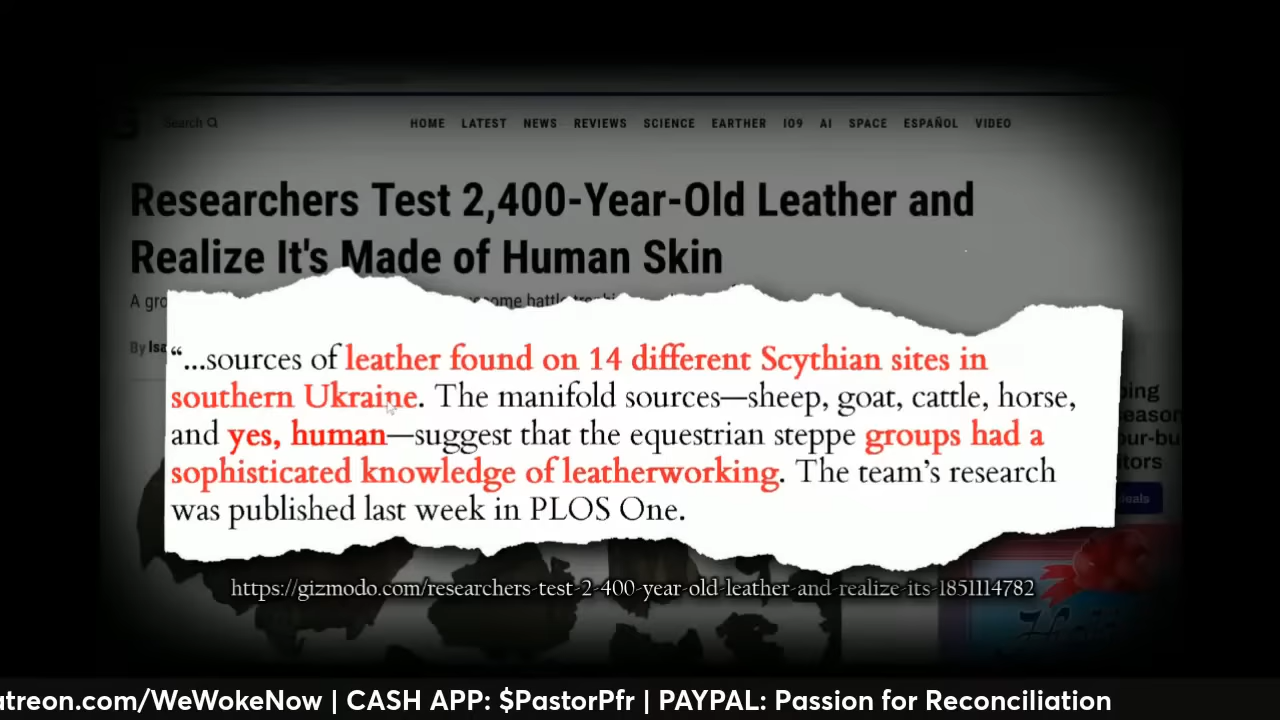 Search
HOME LATEST NEWS REVIEWS SCIENCE EARTHER IO9 AI SPACE ESPAÑOL VIDEO
Researchers Test 2,400-Year-Old Leather and
Realize It's Made of Human Skin
A
By Isa
“...sources of leather found on 14 different Scythian sites in
southern Ukraine. The manifold sources—sheep, goat, cattle, horse,
and yes, human—suggest that the equestrian steppe groups had a
sophisticated knowledge of leatherworking. The team’s research
was published last week in PLOS One.
https://gizmodo.com/researchers-test-2-400-year-old-leather-and-realize-its-1851114782
atreon.com/WeWokeNow | CASH APP: $PastorPfr | PAYPAL: Passion for Reconciliation